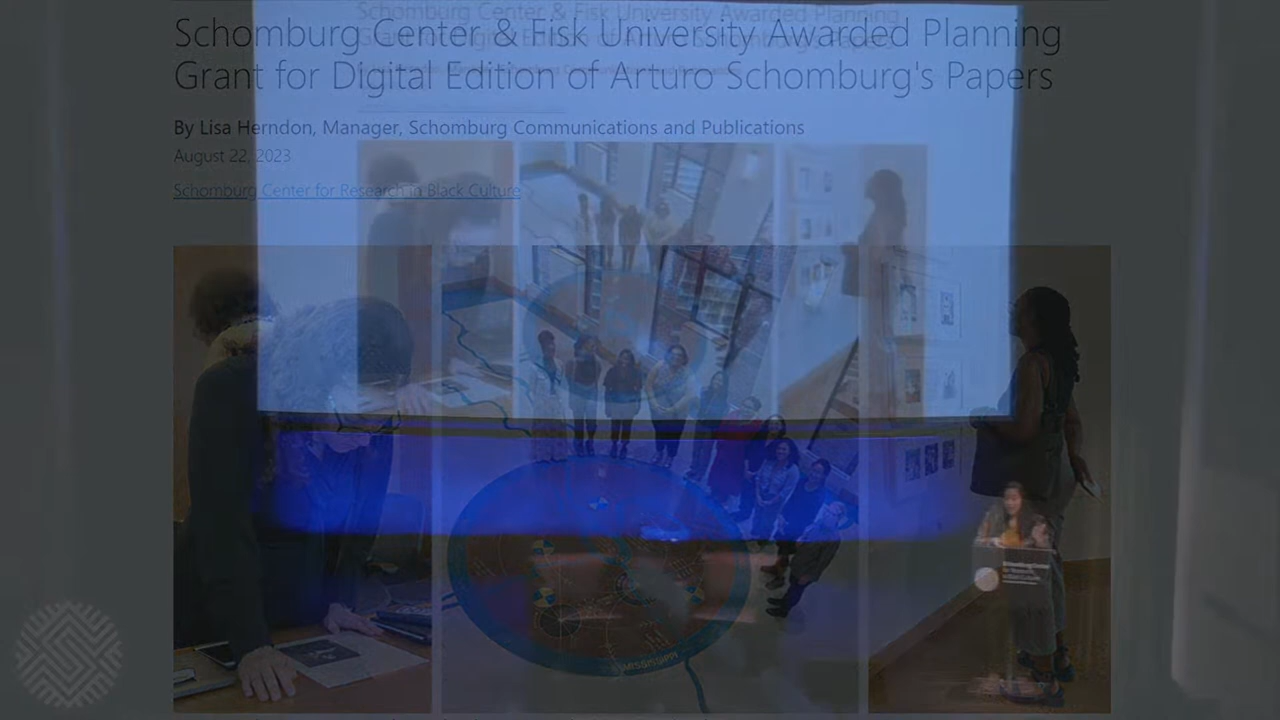 Schomburg Center & Fisk University Awarded Planning
Grant for Digital Edition of Arturo Schomburg's Papers
By Lisa Herndon, Manager, Schomburg Communications and Publications
August 22, 2023
Schomburg Center for Research in Black Culture
MISSISSIPPI